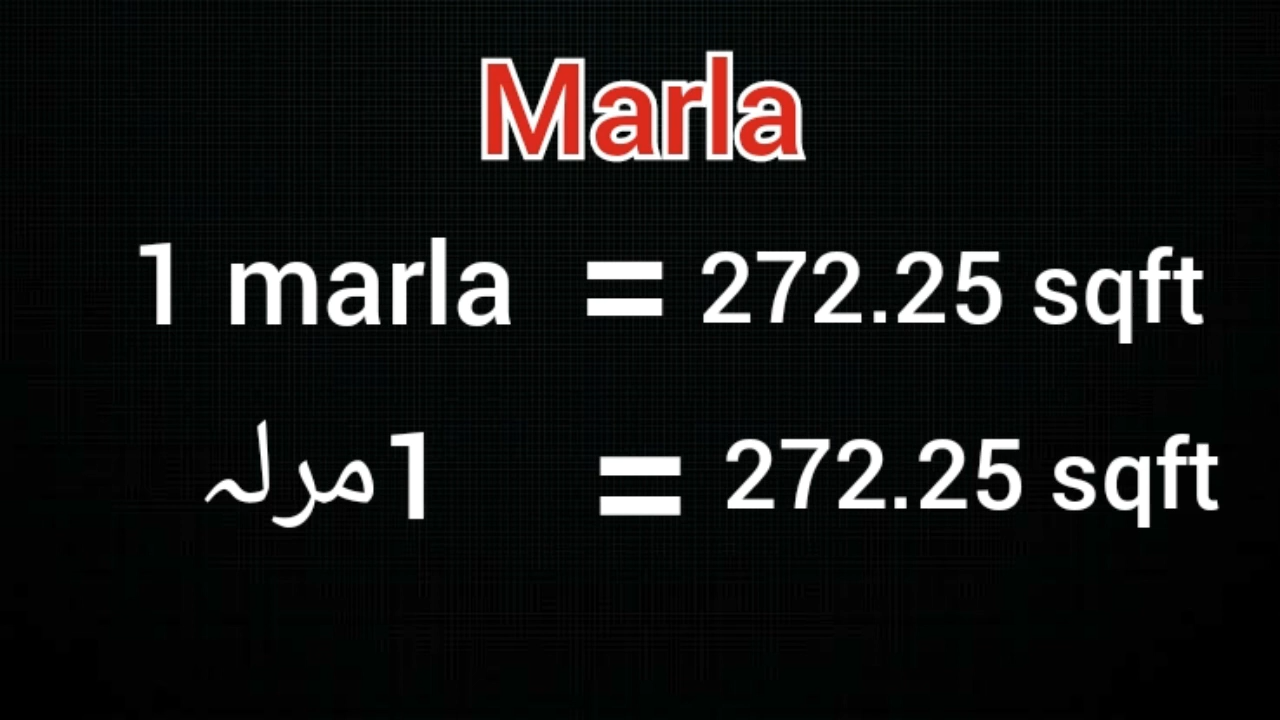 Marla
1 marla = 272.25 sqft
1مرلہ = 272.25 sqft